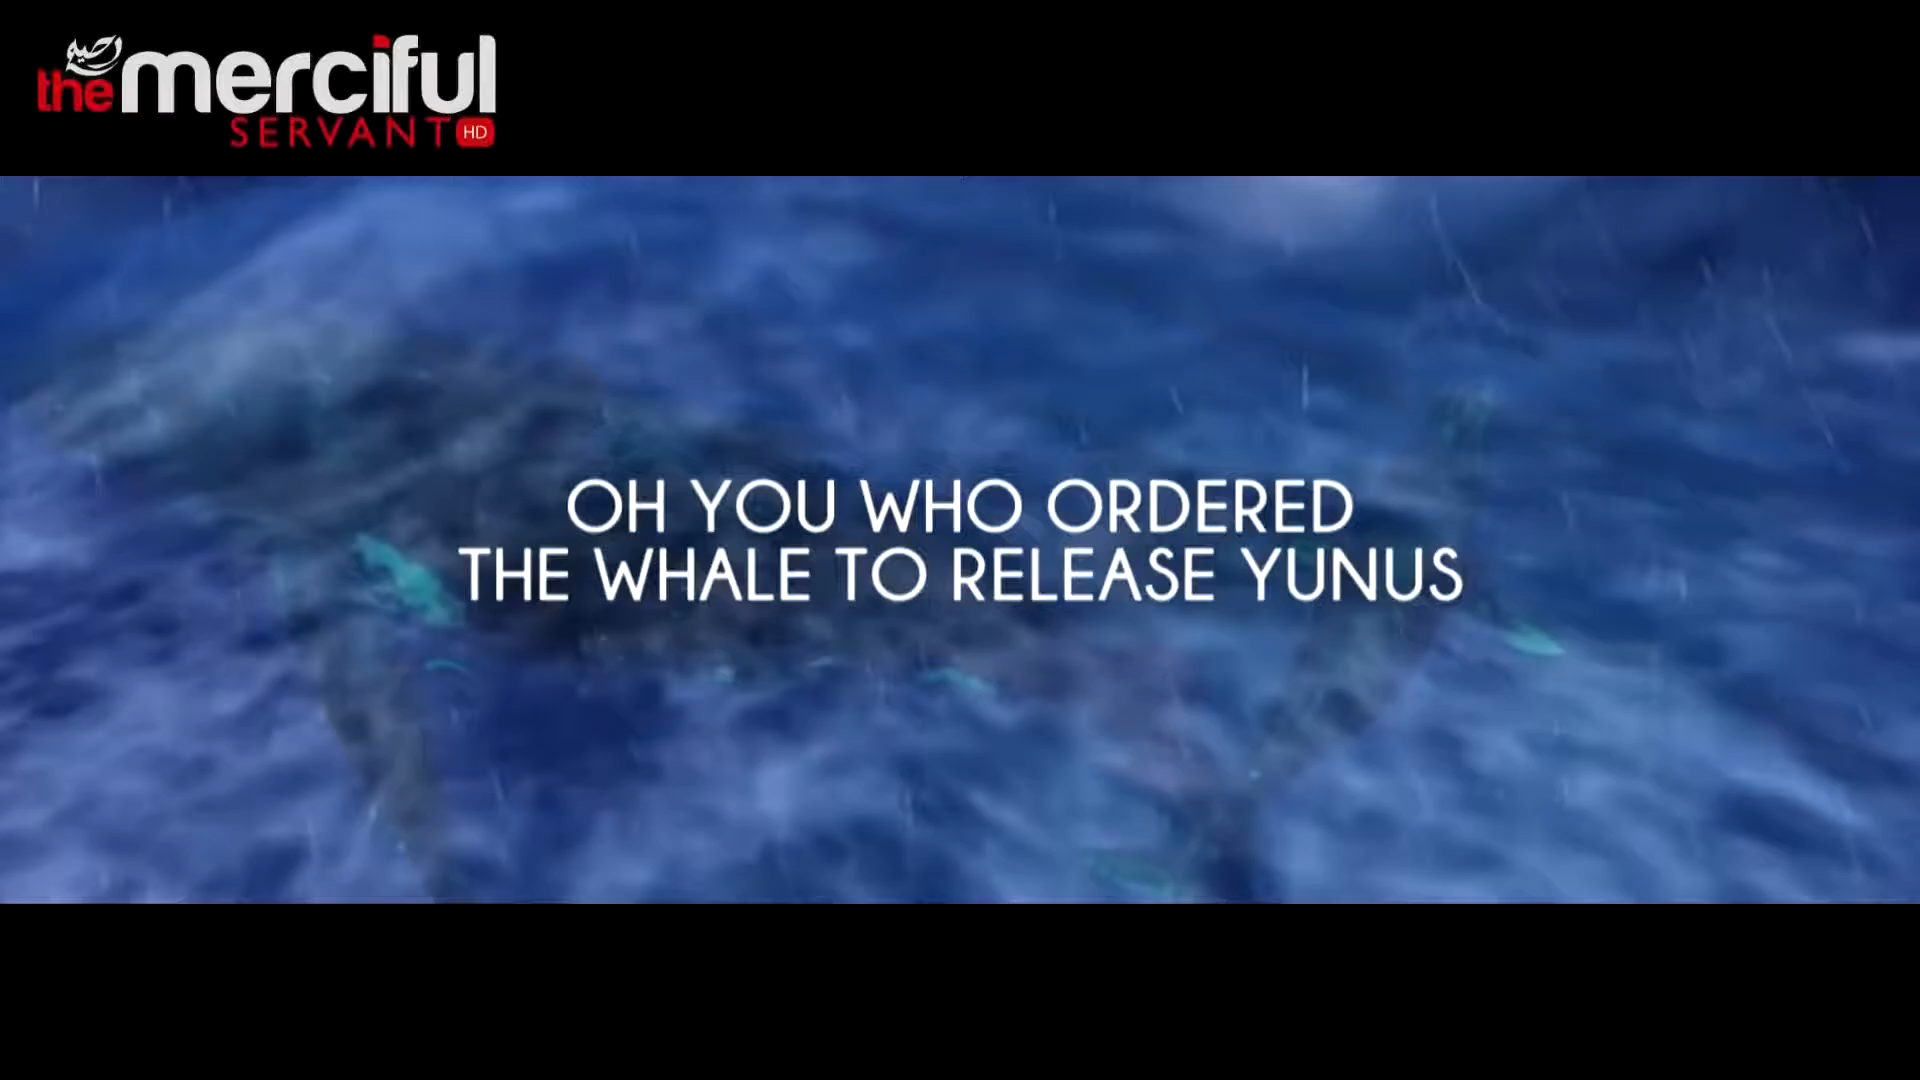 the merciful
SERVANT HD
OH YOU WHO ORDERED
THE WHALE TO RELEASE YUNUS